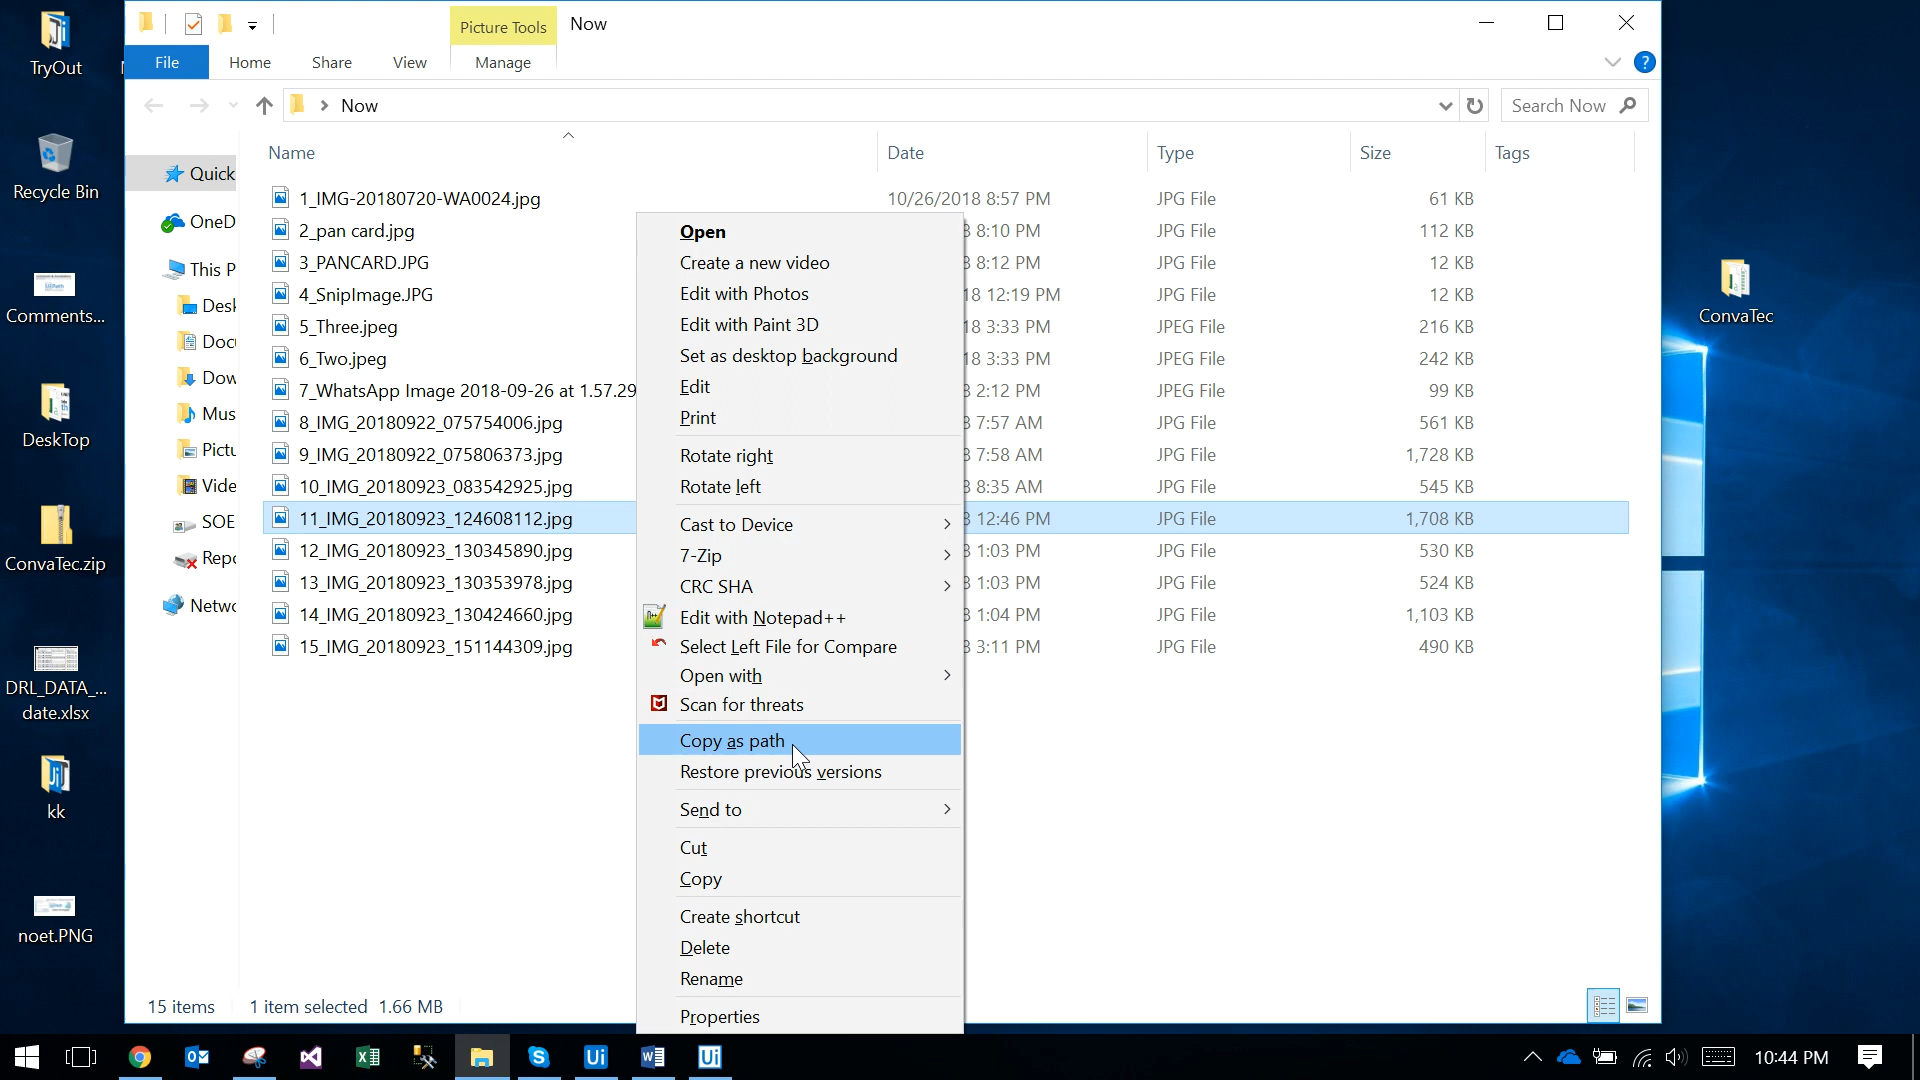 TryOut
Recycle Bin
Comments...
DeskTop
ConvaTec.zip
DRL_DATA_...
date.xlsx
kk
noet.PNG
Picture Tools
Now
File
Home
Share
View
Manage
Now
Search Now
Name
Date
Type
Size
Tags
Quick
OneD
This P
Desk
Docu
Dow
Mus
Pictu
Vide
SOE
Repo
Netwo
1_IMG-20180720-WA0024.jpg 10/26/2018 8:57 PM JPG File 61 KB
2_pan card.jpg 8:10 PM JPG File 112 KB
3_PANCARD.JPG 8:12 PM JPG File 12 KB
4_SnipImage.JPG 18 12:19 PM JPG File 12 KB
5_Three.jpeg 18 3:33 PM JPEG File 216 KB
6_Two.jpeg 18 3:33 PM JPEG File 242 KB
7_WhatsApp Image 2018-09-26 at 1.57.29 2:12 PM JPEG File 99 KB
8_IMG_20180922_075754006.jpg 7:57 AM JPG File 561 KB
9_IMG_20180922_075806373.jpg 7:58 AM JPG File 1,728 KB
10_IMG_20180923_083542925.jpg 8:35 AM JPG File 545 KB
11_IMG_20180923_124608112.jpg 12:46 PM JPG File 1,708 KB
12_IMG_20180923_130345890.jpg 1:03 PM JPG File 530 KB
13_IMG_20180923_130353978.jpg 1:03 PM JPG File 524 KB
14_IMG_20180923_130424660.jpg 1:04 PM JPG File 1,103 KB
15_IMG_20180923_151144309.jpg 3:11 PM JPG File 490 KB
Open
Create a new video
Edit with Photos
Edit with Paint 3D
Set as desktop background
Edit
Print
Rotate right
Rotate left
Cast to Device
7-Zip
CRC SHA
Edit with Notepad++
Select Left File for Compare
Open with
Scan for threats
Copy as path
Restore previous versions
Send to
Cut
Copy
Create shortcut
Delete
Rename
Properties
15 items 1 item selected 1.66 MB
ConvaTec
10:44 PM